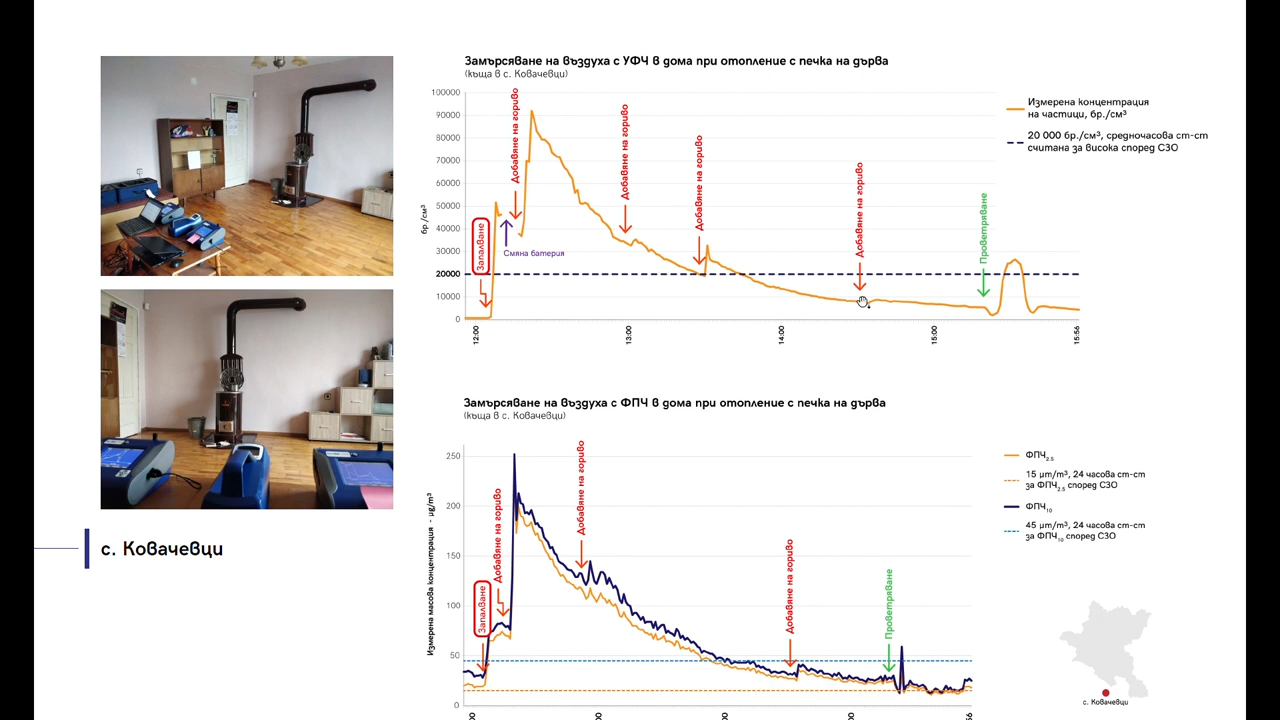 Замърсяване на въздуха с УФЧ в дома при отопление с печка на дърва
(къща в с. Ковачевци)
100000
90000
80000
70000
60000
50000
40000
30000
20000
10000
0
бр./см³
Запалване
Добавяне на гориво
Смяна батерия
Добавяне на гориво
Добавяне на гориво
Добавяне на гориво
Проветряване
12:00
13:00
14:00
15:00
15:56
Измерена концентрация
на частици, бр./см³
20 000 бр./см³, средночасова ст-ст
считана за висока според СЗО
Замърсяване на въздуха с ФПЧ в дома при отопление с печка на дърва
(къща в с. Ковачевци)
250
200
150
100
50
0
Измерена масова концентрация - µg/m³
Запалване
Добавяне на гориво
Добавяне на гориво
Добавяне на гориво
Проветряване
ФПЧ2.5
15 µm/m³, 24 часова ст-ст
за ФПЧ2.5 според СЗО
ФПЧ10
45 µm/m³, 24 часова ст-ст
за ФПЧ10 според СЗО
с. Ковачевци
с. Ковачевци